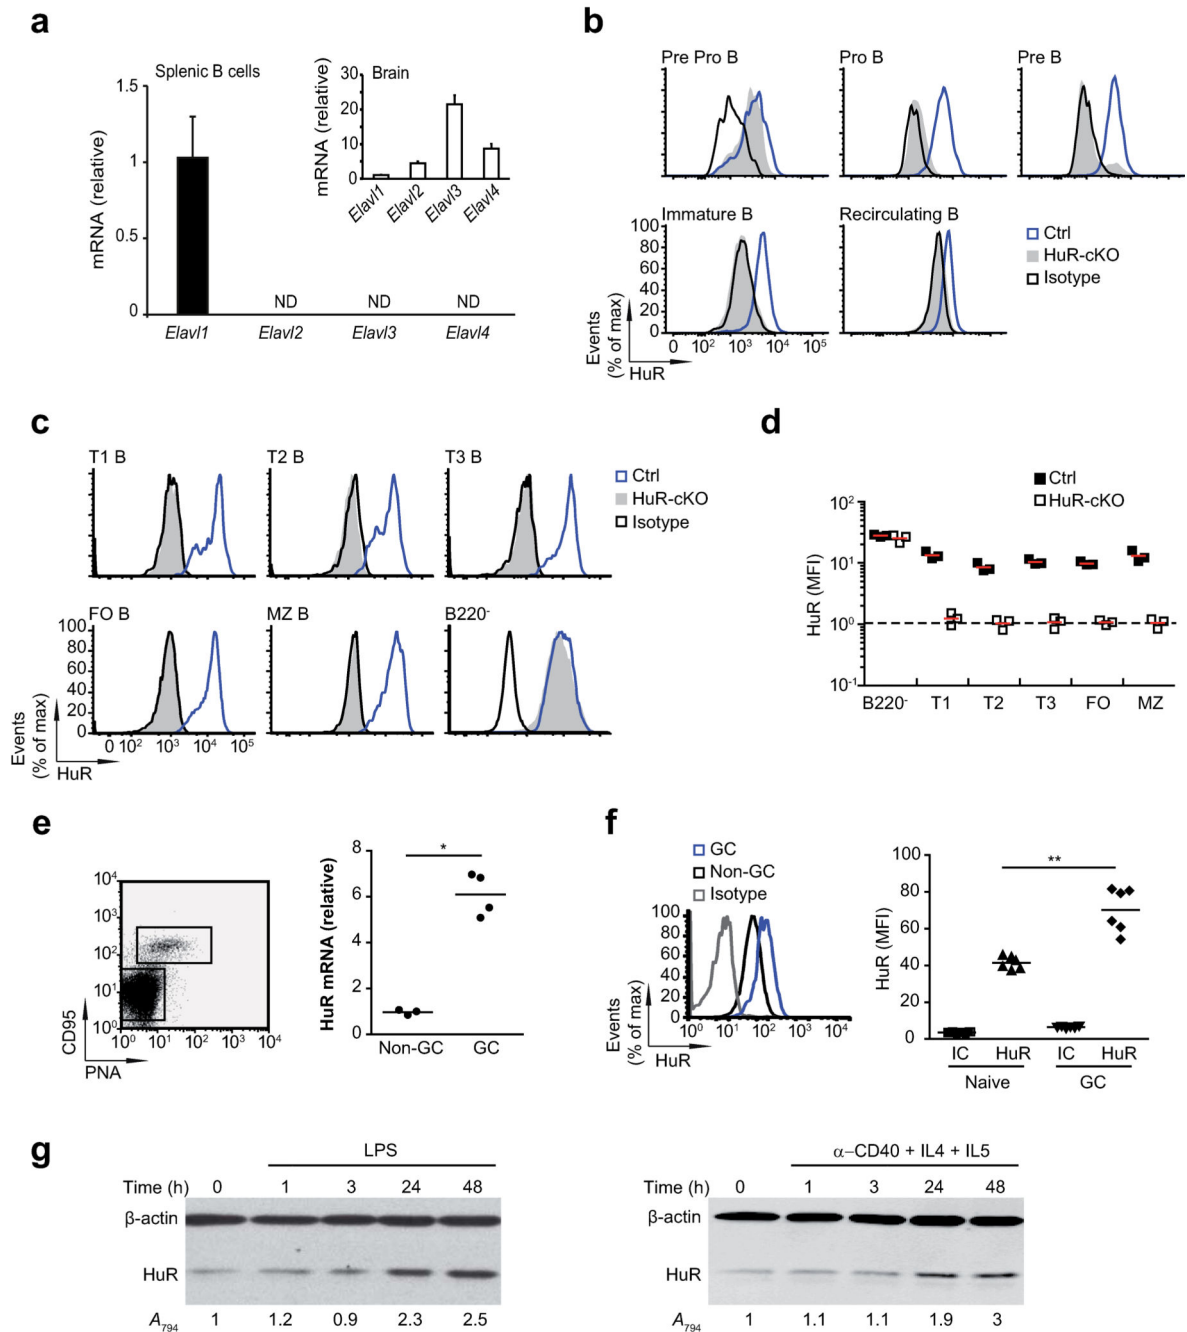 a
Splenic B cells
mRNA (relative)
1.5
1
0.5
0
ND ND ND
Elavl1 Elavl2 Elavl3 Elavl4
Brain
mRNA (relative)
30
20
10
0
Elavl1 Elavl2 Elavl3 Elavl4
b
Pre Pro B
Pro B
Pre B
Immature B
Recirculating B
100
80
60
40
20
0
0 10² 10³ 10⁴ 10⁵
Events
(% of max)
HuR
Ctrl
HuR-cKO
Isotype
c
T1 B
T2 B
T3 B
Ctrl
HuR-cKO
Isotype
FO B
MZ B
B220⁻
100
80
60
40
20
0
0 10² 10³ 10⁴ 10⁵
Events
(% of max)
HuR
d
Ctrl
HuR-cKO
HuR (MFI)
10²
10¹
10⁰
10⁻¹
B220⁻ T1 T2 T3 FO MZ
e
10⁴
10³
10²
10¹
10⁰
10⁰ 10¹ 10² 10³ 10⁴
CD95
PNA
HuR mRNA (relative)
8
6
4
2
0
*
Non-GC GC
f
GC
Non-GC
Isotype
100
80
60
40
20
0
10⁰ 10¹ 10² 10³ 10⁴
Events
(% of max)
HuR
HuR (MFI)
100
80
60
40
20
0
**
IC HuR IC HuR
Naive GC
g
LPS
Time (h) 0 1 3 24 48
β-actin
HuR
A₇₉₄ 1 1.2 0.9 2.3 2.5
α–CD40 + IL4 + IL5
Time (h) 0 1 3 24 48
β-actin
HuR
A₇₉₄ 1 1.1 1.1 1.9 3